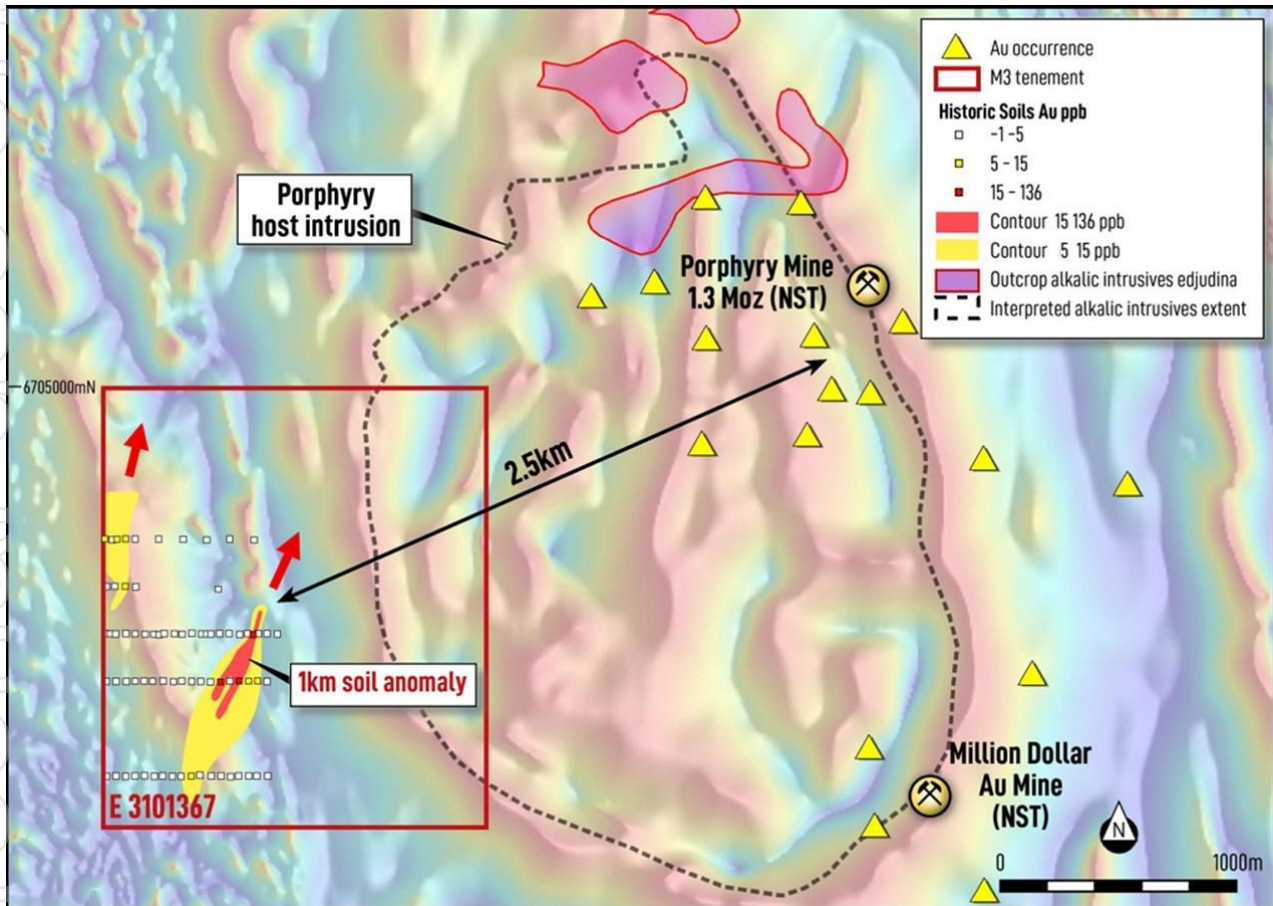 Au occurrence
M3 tenement
Historic Soils Au ppb
-1 -5
5 - 15
15 - 136
Contour 15 136 ppb
Contour 5 15 ppb
Outcrop alkalic intrusives edjudina
Interpreted alkalic intrusives extent
Porphyry
host intrusion
Porphyry Mine
1.3 Moz (NST)
6705000mN
2.5km
1km soil anomaly
E 3101367
Million Dollar
Au Mine
(NST)
N
0 1000m